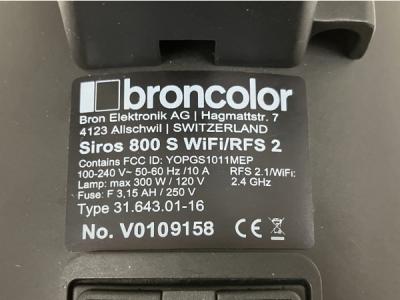 broncolor
Bron Elektronik AG | Hagmattstr. 7
4123 Allschwil | SWITZERLAND
Siros 800 S WiFi/RFS 2
Contains FCC ID: YOPGS1011MEP
100-240 V~ 50-60 Hz /10 A RFS 2.1/WiFi:
Lamp: max 300 W / 120 V 2.4 GHz
Fuse: F 3,15 AH / 250 V
Type 31.643.01-16
No. V0109158 CE